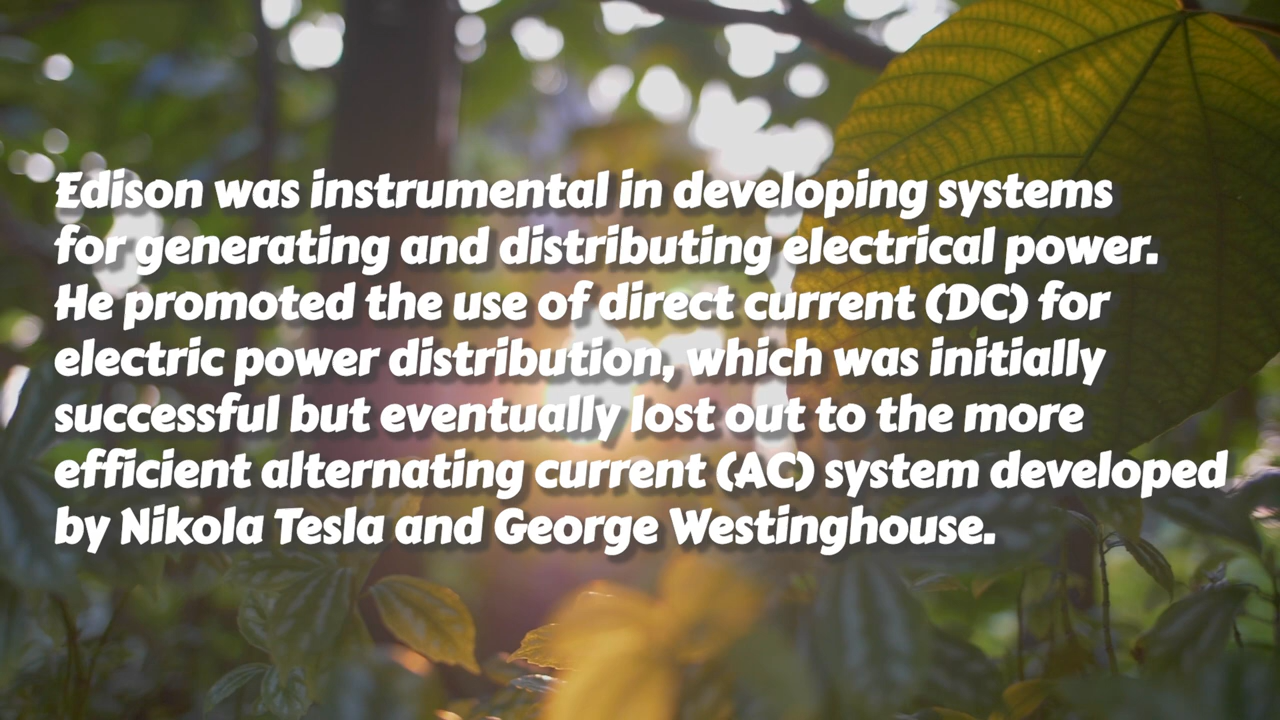 Edison was instrumental in developing systems
for generating and distributing electrical power.
He promoted the use of direct current (DC) for
electric power distribution, which was initially
successful but eventually lost out to the more
efficient alternating current (AC) system developed
by Nikola Tesla and George Westinghouse.